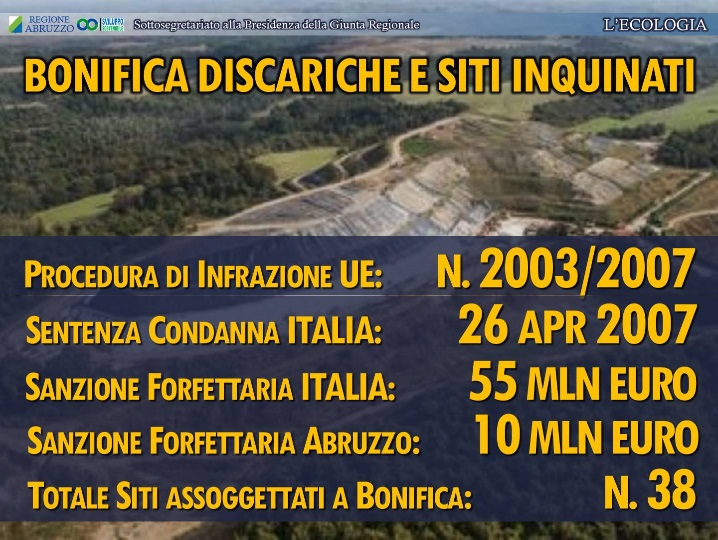 REGIONE
ABRUZZO
Sottosegretariato alla Presidenza della Giunta Regionale
L'ECOLOGIA
BONIFICA DISCARICHE E SITI INQUINATI
PROCEDURA DI INFRAZIONE UE: N. 2003/2007
SENTENZA CONDANNA ITALIA: 26 APR 2007
SANZIONE FORFETTARIA ITALIA: 55 MLN EURO
SANZIONE FORFETTARIA ABRUZZO: 10 MLN EURO
TOTALE SITI ASSOGGETTATI A BONIFICA: N. 38